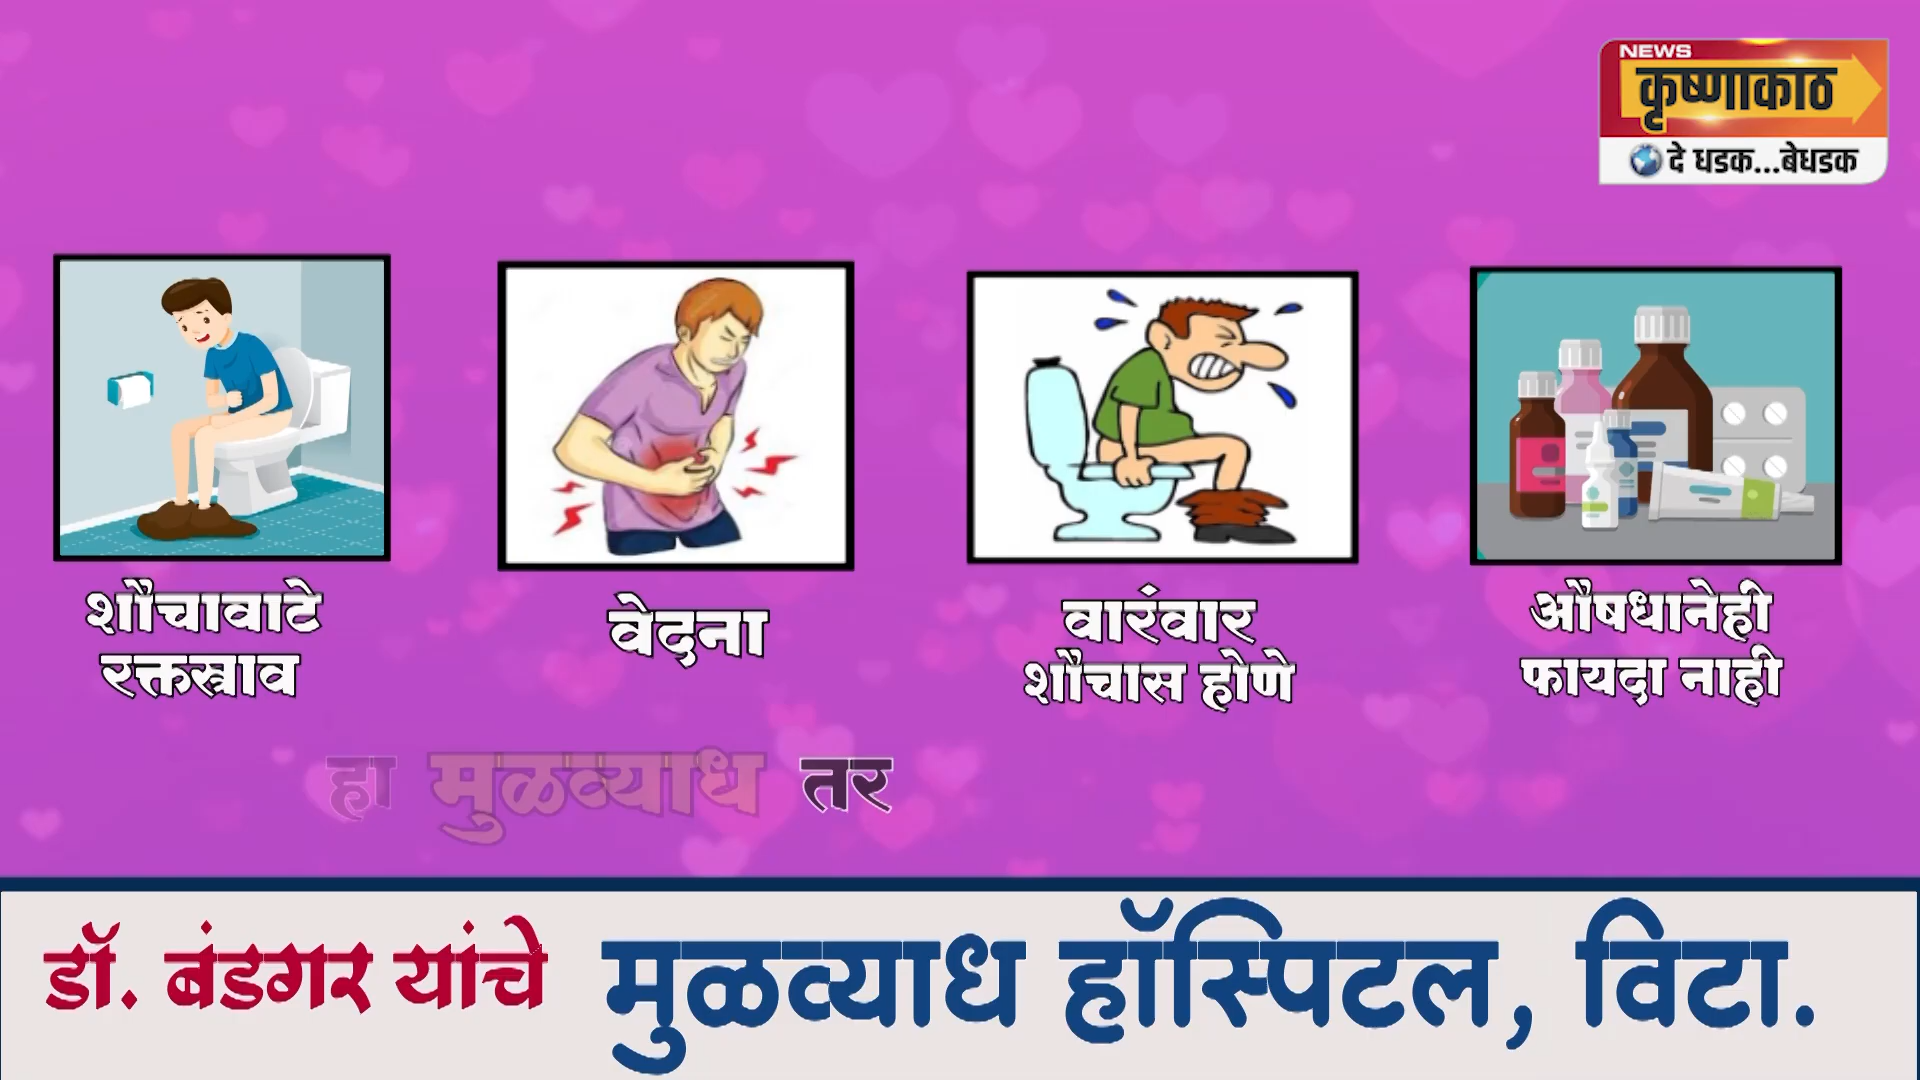 NEWS
कृष्णाकाठ
दे धडक...बेधडक
शौचावाटे
रक्तस्राव
वेदना
वारंवार
शौचास होणे
औषधानेही
फायदा नाही
हा मुळव्याध तर
डॉ. बंडगर यांचे मुळव्याध हॉस्पिटल, विटा.